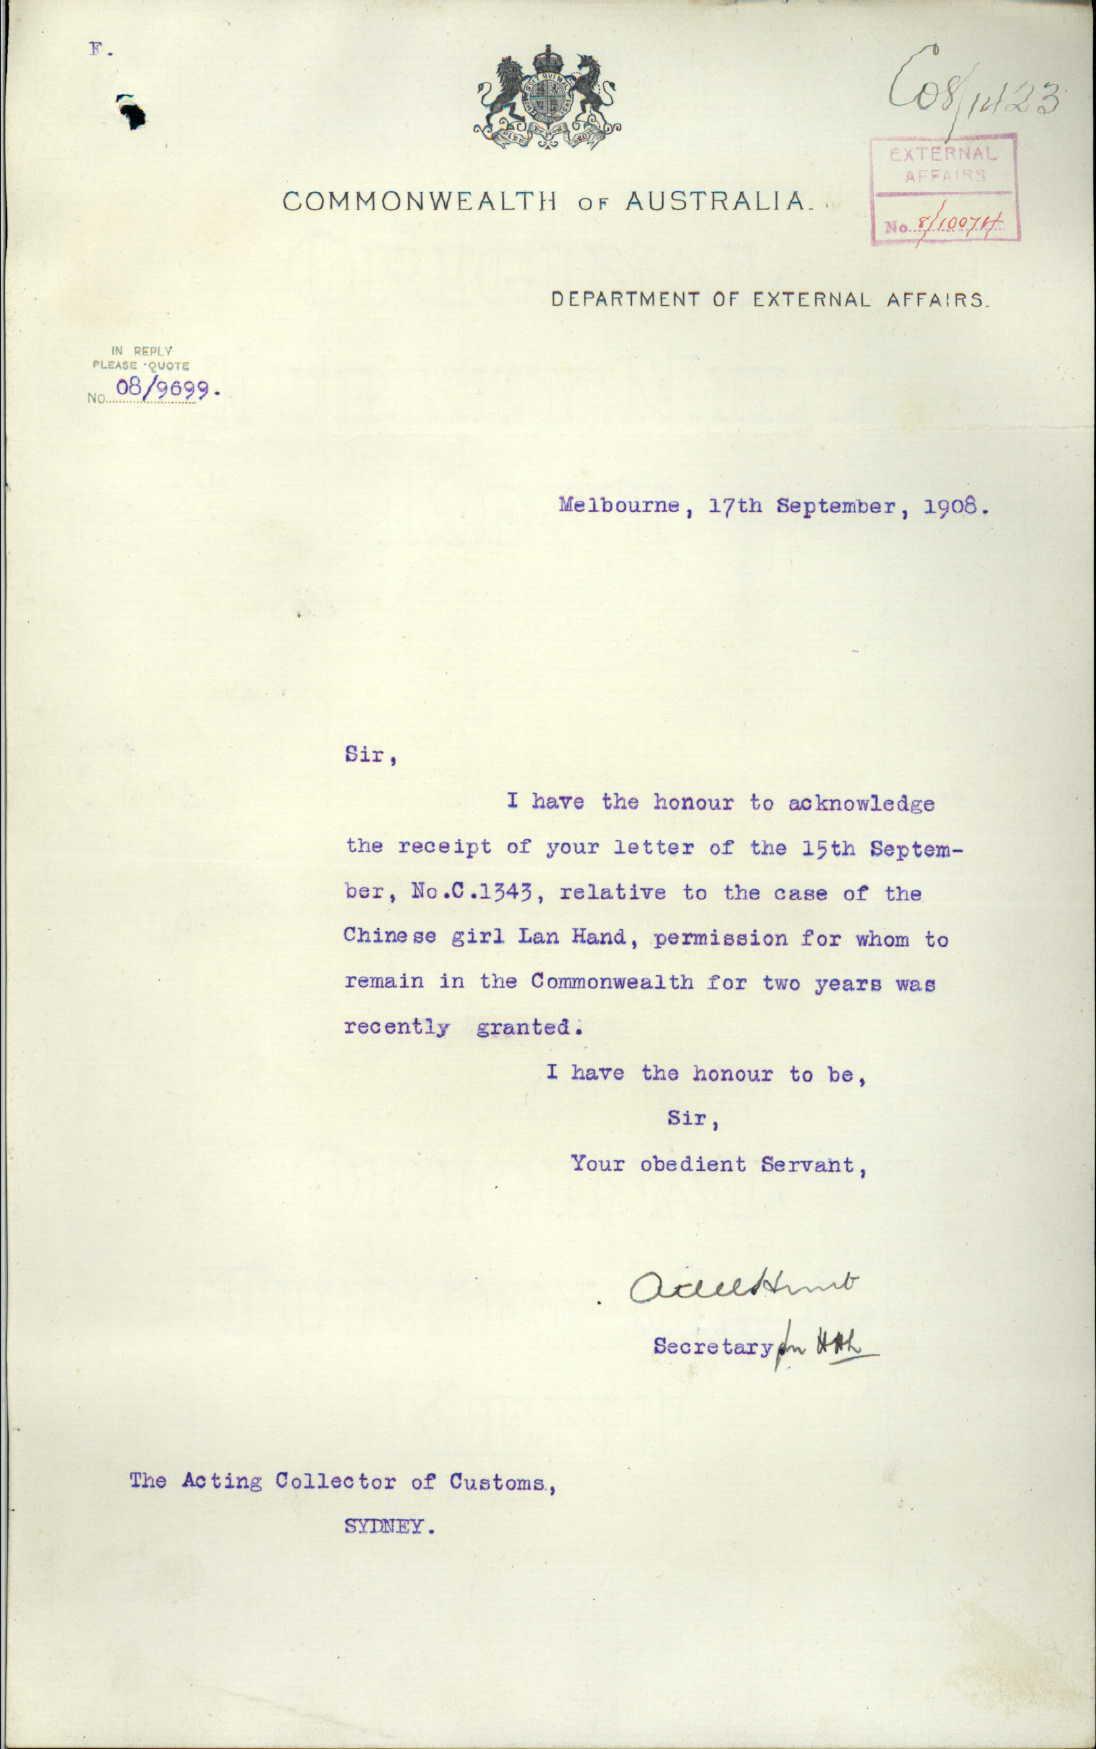 F.
COMMONWEALTH OF AUSTRALIA.
EXTERNAL
AFFAIRS
No. 8/10074
DEPARTMENT OF EXTERNAL AFFAIRS.
IN REPLY
PLEASE QUOTE
No. 08/9699.
Melbourne, 17th September, 1908.
Sir,
I have the honour to acknowledge
the receipt of your letter of the 15th Septem-
ber, No.C.1343, relative to the case of the
Chinese girl Lan Hand, permission for whom to
remain in the Commonwealth for two years was
recently granted.
I have the honour to be,
Sir,
Your obedient Servant,
Atlee Hunt
Secretary
The Acting Collector of Customs,
SYDNEY.